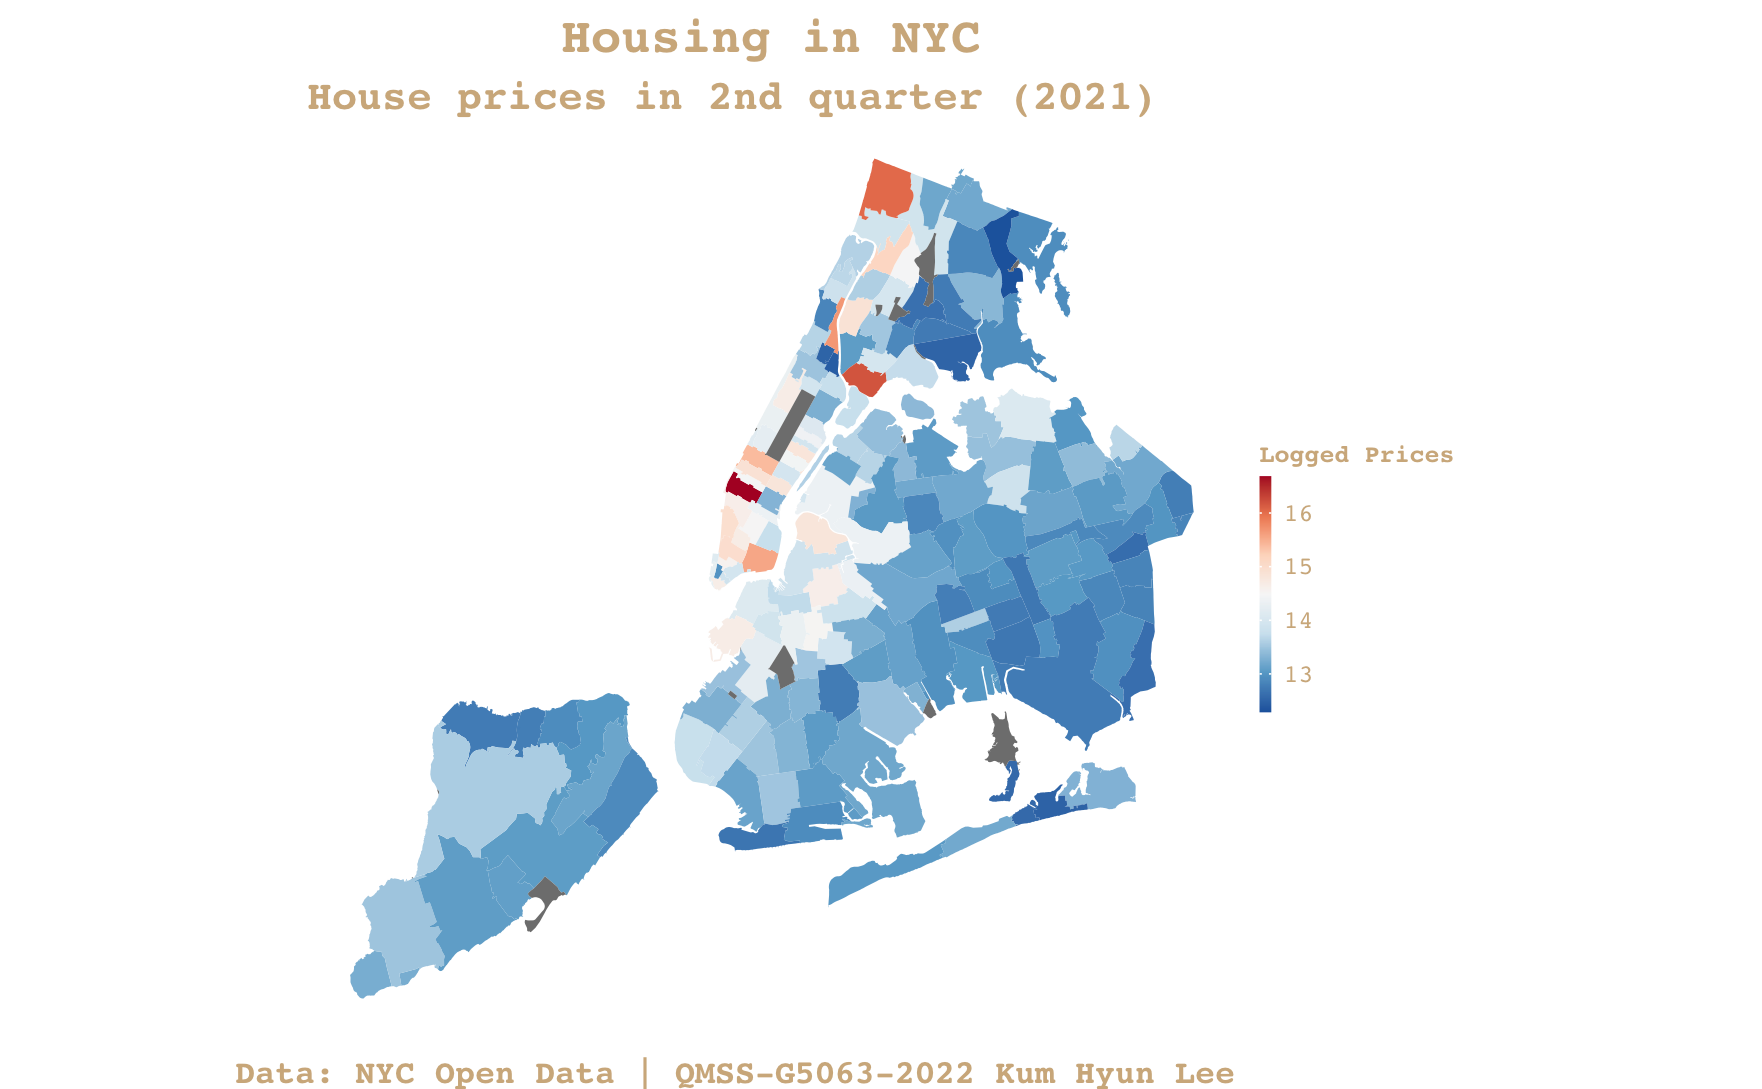 Housing in NYC
House prices in 2nd quarter (2021)
Logged Prices
16
15
14
13
Data: NYC Open Data | QMSS-G5063-2022 Kum Hyun Lee